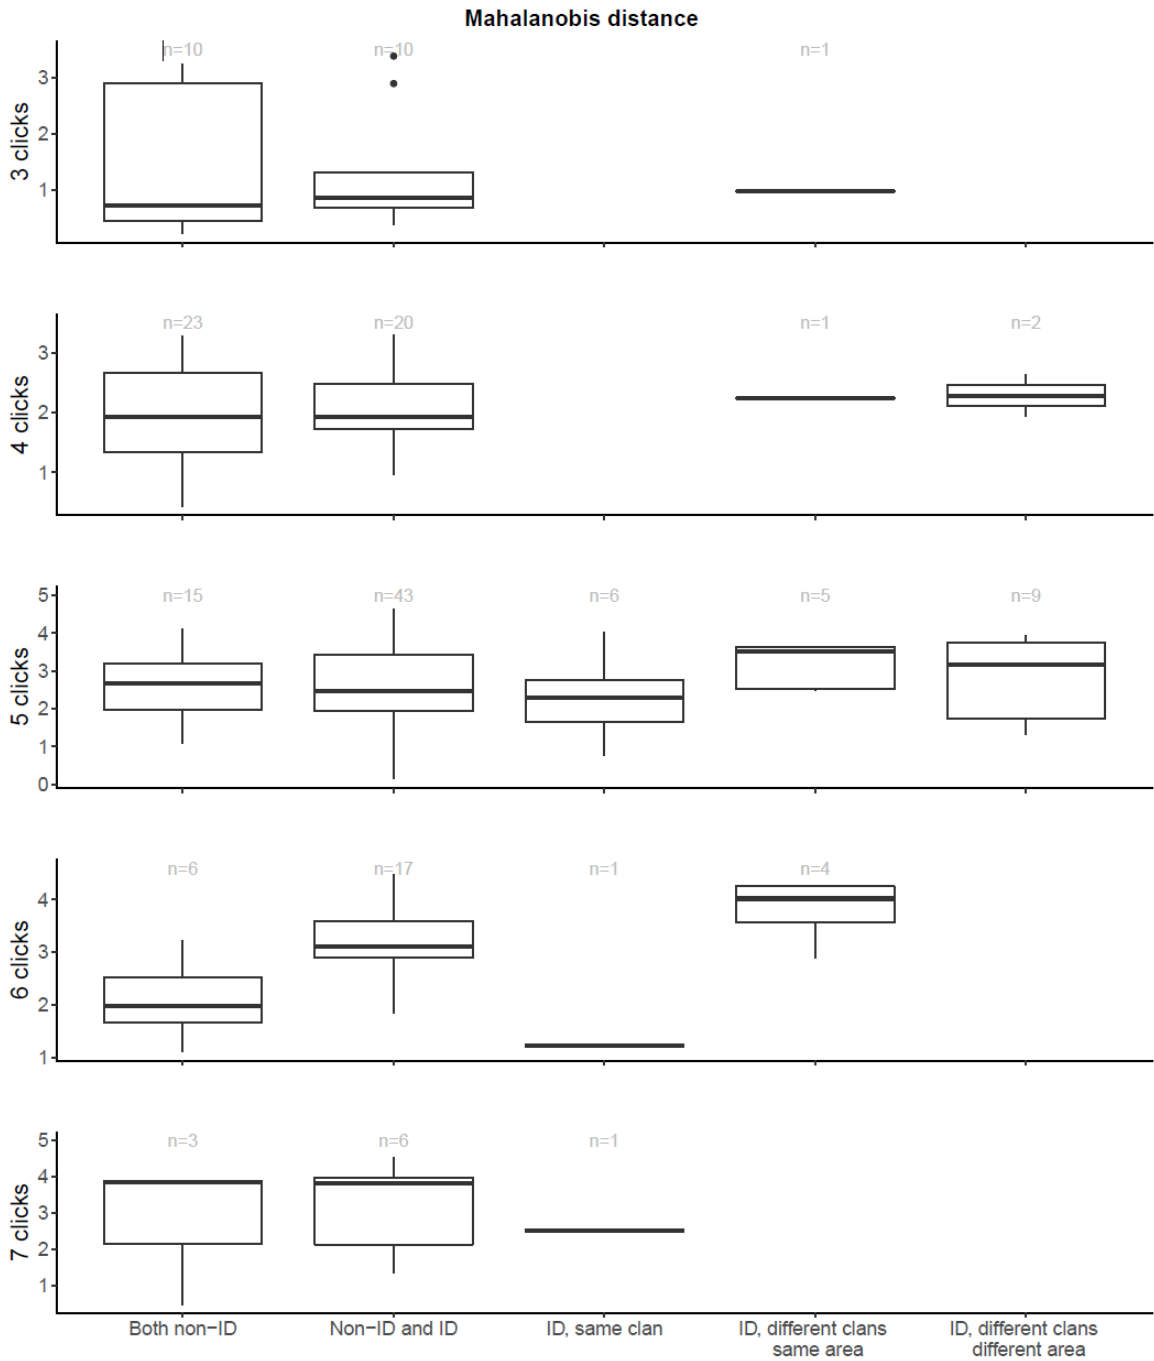 Mahalanobis distance
3 clicks
n=10 n=10 n=1
3
2
1
4 clicks
n=23 n=20 n=1 n=2
3
2
1
5 clicks
n=15 n=43 n=6 n=5 n=9
5
4
3
2
1
0
6 clicks
n=6 n=17 n=1 n=4
4
3
2
1
7 clicks
n=3 n=6 n=1
5
4
3
2
1
Both non−ID Non−ID and ID ID, same clan ID, different clans ID, different clans
same area different area